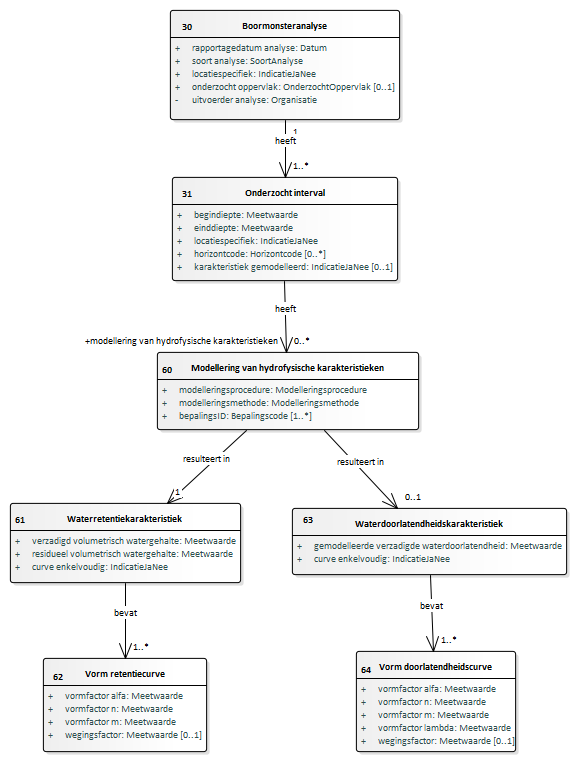 30 Boormonsteranalyse
+ rapportagedatum analyse: Datum
+ soort analyse: SoortAnalyse
+ locatiespecifiek: IndicatieJaNee
+ onderzocht oppervlak: OnderzochtOppervlak [0..1]
- uitvoerder analyse: Organisatie
1
heeft
1..*
31 Onderzocht interval
+ begindiepte: Meetwaarde
+ einddiepte: Meetwaarde
+ locatiespecifiek: IndicatieJaNee
+ horizontcode: Horizontcode [0..*]
+ karakteristiek gemodelleerd: IndicatieJaNee [0..1]
heeft
+modellering van hydrofysische karakteristieken 0..*
60 Modellering van hydrofysische karakteristieken
+ modelleringsprocedure: Modelleringsprocedure
+ modelleringsmethode: Modelleringsmethode
+ bepalingsID: Bepalingscode [1..*]
resulteert in
1
resulteert in
0..1
61 Waterretentiekarakteristiek
+ verzadigd volumetrisch watergehalte: Meetwaarde
+ residueel volumetrisch watergehalte: Meetwaarde
+ curve enkelvoudig: IndicatieJaNee
63 Waterdoorlatendheidskarakteristiek
+ gemodelleerde verzadigde waterdoorlatendheid: Meetwaarde
+ curve enkelvoudig: IndicatieJaNee
bevat
1..*
bevat
1..*
62 Vorm retentiecurve
+ vormfactor alfa: Meetwaarde
+ vormfactor n: Meetwaarde
+ vormfactor m: Meetwaarde
+ wegingsfactor: Meetwaarde [0..1]
64 Vorm doorlatendheidscurve
+ vormfactor alfa: Meetwaarde
+ vormfactor n: Meetwaarde
+ vormfactor m: Meetwaarde
+ vormfactor lambda: Meetwaarde
+ wegingsfactor: Meetwaarde [0..1]